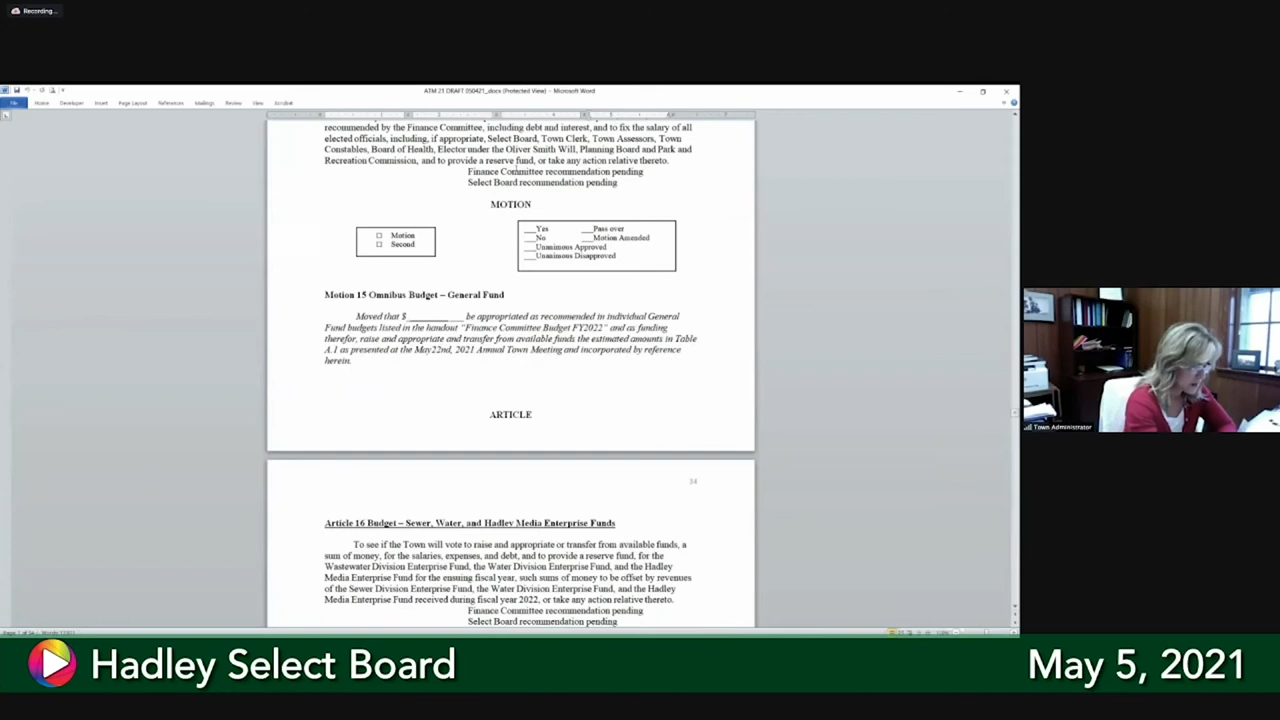 Recording...
ATM 21 DRAFT 050421_.docx (Protected View) - Microsoft Word
File Home Developer Insert Page Layout References Mailings Review View Acrobat
recommended by the Finance Committee, including debt and interest, and to fix the salary of all
elected officials, including, if appropriate, Select Board, Town Clerk, Town Assessors, Town
Constables, Board of Health, Elector under the Oliver Smith Will, Planning Board and Park and
Recreation Commission, and to provide a reserve fund, or take any action relative thereto.
Finance Committee recommendation pending
Select Board recommendation pending
MOTION
☐ Motion
☐ Second
___Yes ___Pass over
___No ___Motion Amended
___Unanimous Approved
___Unanimous Disapproved
Motion 15 Omnibus Budget – General Fund
Moved that $ __________ be appropriated as recommended in individual General
Fund budgets listed in the handout "Finance Committee Budget FY2022" and as funding
therefor, raise and appropriate and transfer from available funds the estimated amounts in Table
A.1 as presented at the May22nd, 2021 Annual Town Meeting and incorporated by reference
herein.
ARTICLE
34
Article 16 Budget – Sewer, Water, and Hadley Media Enterprise Funds
To see if the Town will vote to raise and appropriate or transfer from available funds, a
sum of money, for the salaries, expenses, and debt, and to provide a reserve fund, for the
Wastewater Division Enterprise Fund, the Water Division Enterprise Fund, and the Hadley
Media Enterprise Fund for the ensuing fiscal year, such sums of money to be offset by revenues
of the Sewer Division Enterprise Fund, the Water Division Enterprise Fund, and the Hadley
Media Enterprise Fund received during fiscal year 2022, or take any action relative thereto.
Finance Committee recommendation pending
Select Board recommendation pending
Town Administrator
Hadley Select Board
May 5, 2021